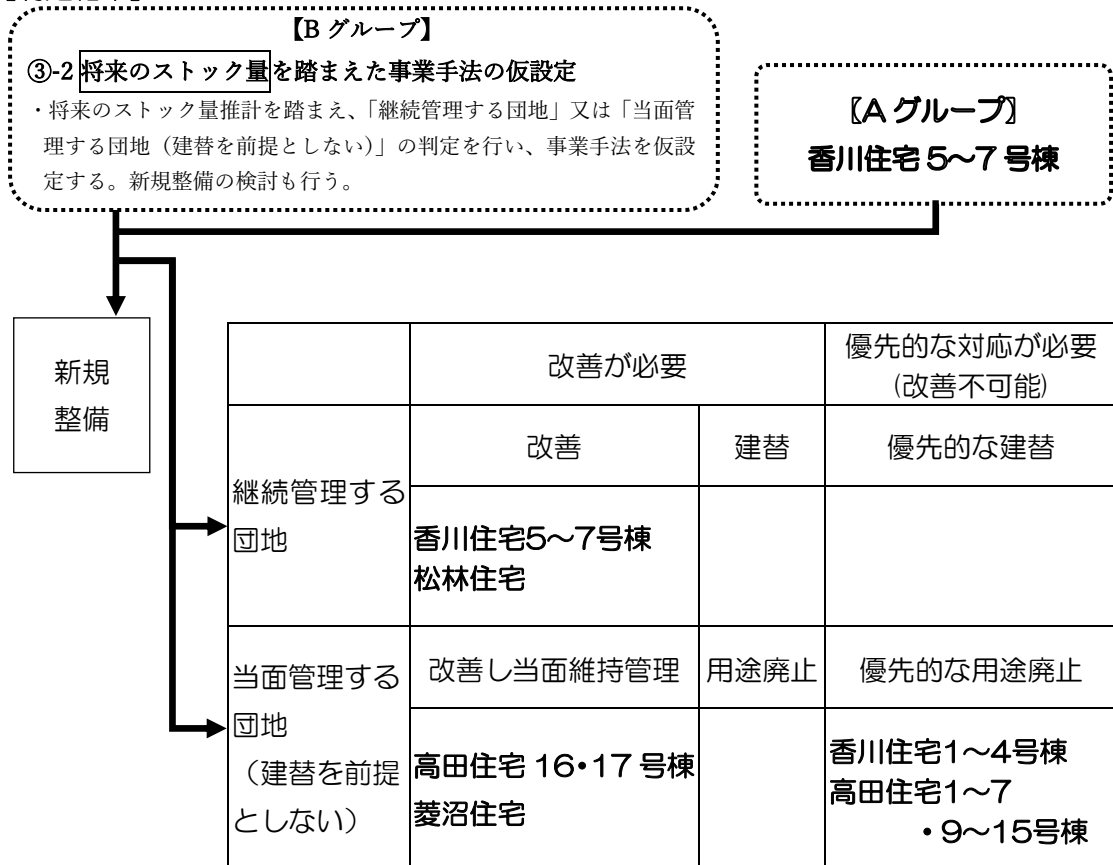 【Bグループ】
③-2 将来のストック量を踏まえた事業手法の仮設定
・将来のストック量推計を踏まえ、「継続管理する団地」又は「当面管
理する団地（建替を前提としない）」の判定を行い、事業手法を仮設
定する。新規整備の検討も行う。
〖Aグループ〗
香川住宅 5～7 号棟
新規
整備
改善が必要
優先的な対応が必要
(改善不可能)
継続管理する
団地
改善
建替
優先的な建替
香川住宅5～7号棟
松林住宅
当面管理する
団地
（建替を前提
としない）
改善し当面維持管理
用途廃止
優先的な用途廃止
高田住宅 16・17 号棟
菱沼住宅
香川住宅1～4号棟
高田住宅1～7
・9～15号棟